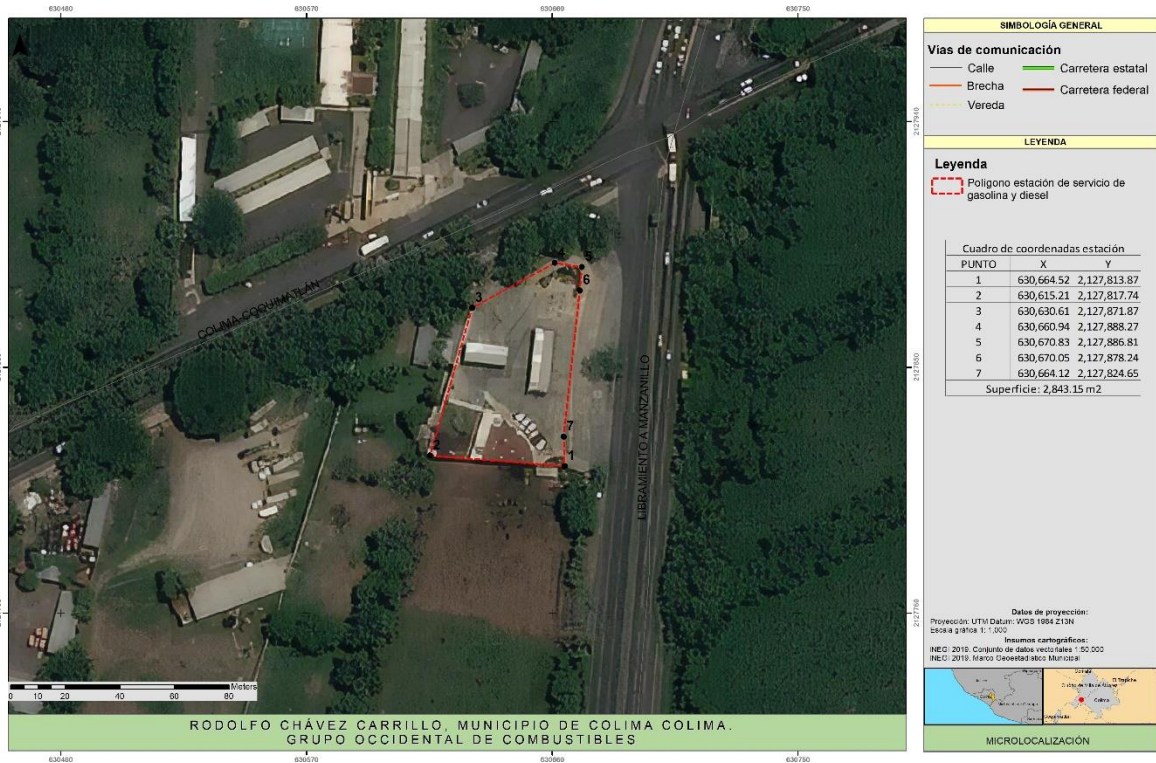 630480 630570 630660 630750
COLIMA-COQUIMATLÁN
LIBRAMIENTO A MANZANILLO
3
5
6
2
7
1
2127850
2127760
Meters
0 10 20 40 60 80
630480 630570 630660 630750
RODOLFO CHÁVEZ CARRILLO, MUNICIPIO DE COLIMA COLIMA.
GRUPO OCCIDENTAL DE COMBUSTIBLES
SIMBOLOGÍA GENERAL
Vías de comunicación
Calle Carretera estatal
Brecha Carretera federal
Vereda
LEYENDA
Leyenda
Polígono estación de servicio de
gasolina y diesel
Cuadro de coordenadas estación
PUNTO X Y
1 630,664.52 2,127,813.87
2 630,615.21 2,127,817.74
3 630,630.61 2,127,871.87
4 630,660.94 2,127,888.27
5 630,670.83 2,127,886.81
6 630,670.05 2,127,878.24
7 630,664.12 2,127,824.65
Superficie: 2,843.15 m2
Datos de proyección:
Proyección: UTM Datum: WGS 1984 Z13N
Escala gráfica 1: 1,000
Insumos cartográficos:
INEGI 2019. Conjunto de datos vectoriales 1:50,000
INEGI 2019. Marco Geoestadístico Municipal
Colima
MICROLOCALIZACIÓN